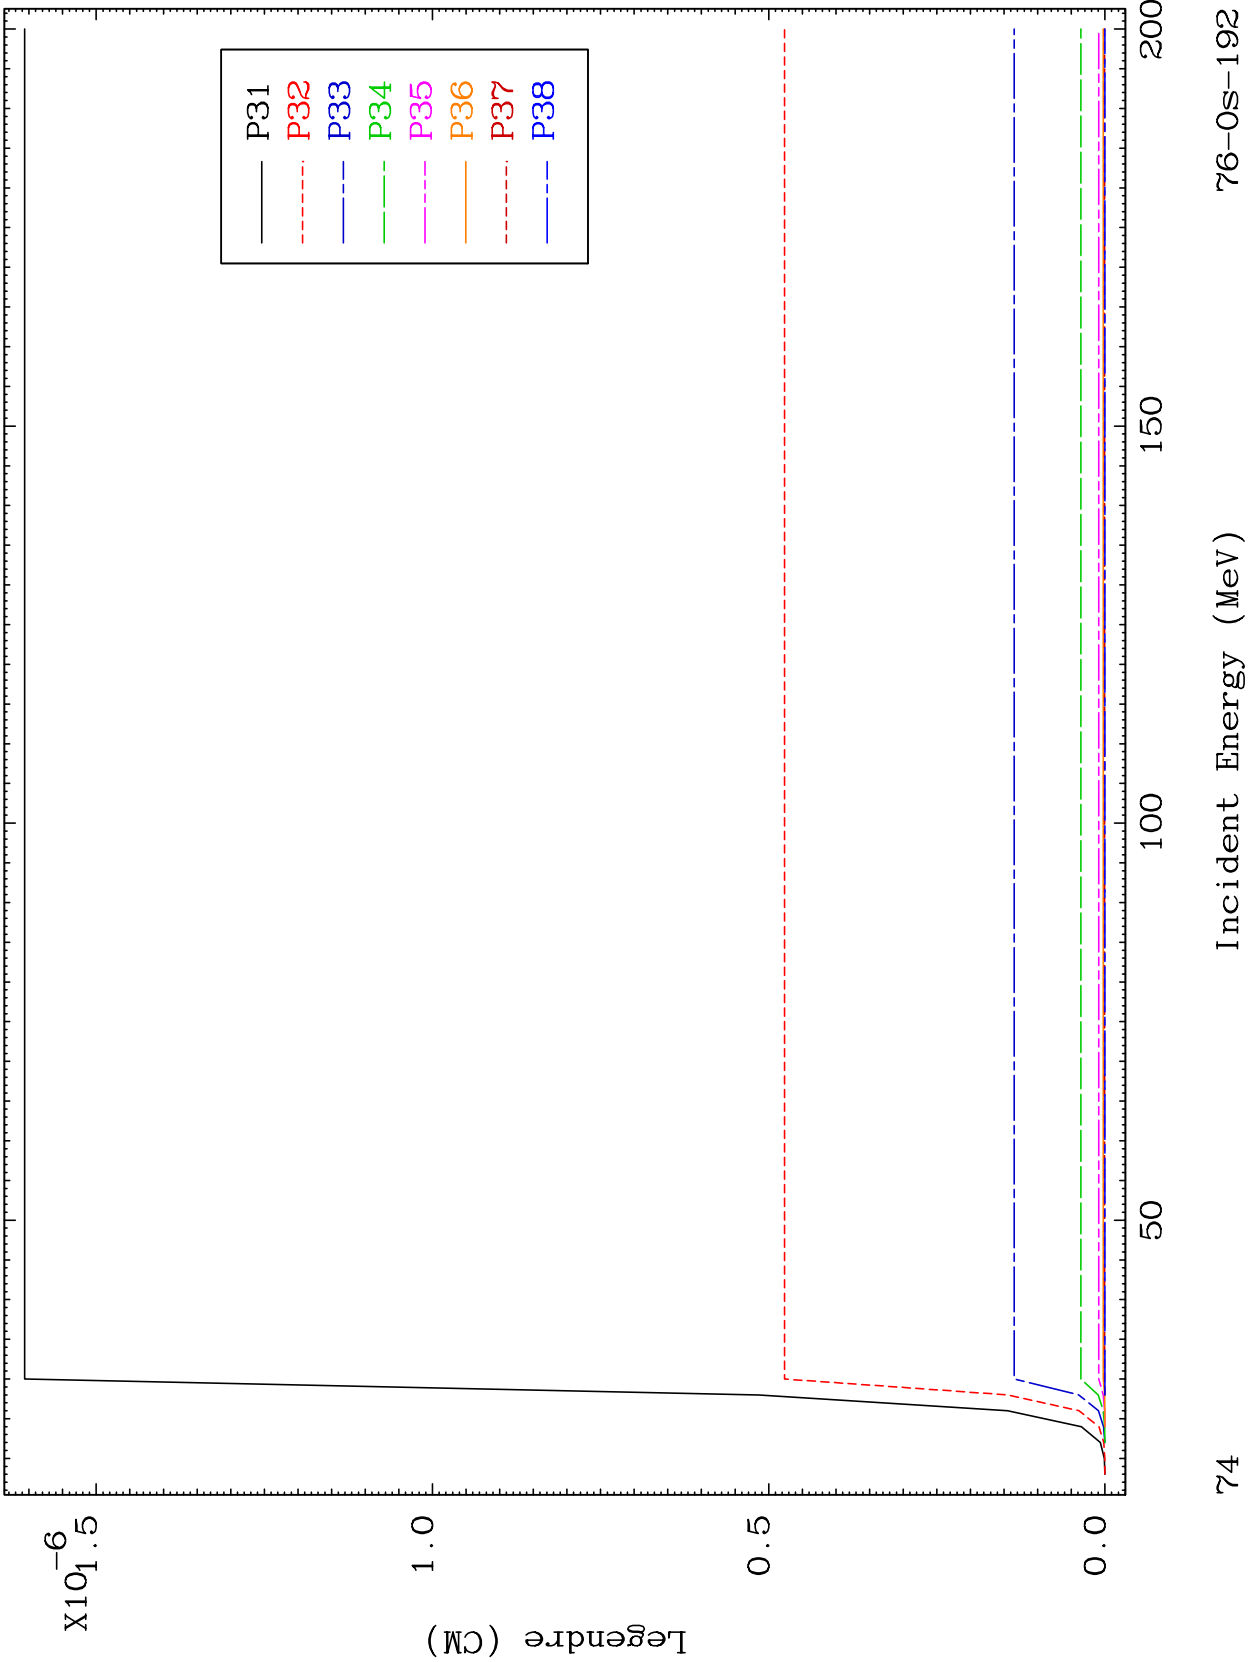 X10-6
1.5
1.0
0.5
0.0
Legendre (CM)
P31
P32
P33
P34
P35
P36
P37
P38
50
100
150
200
74
Incident Energy (MeV)
76-Os-192